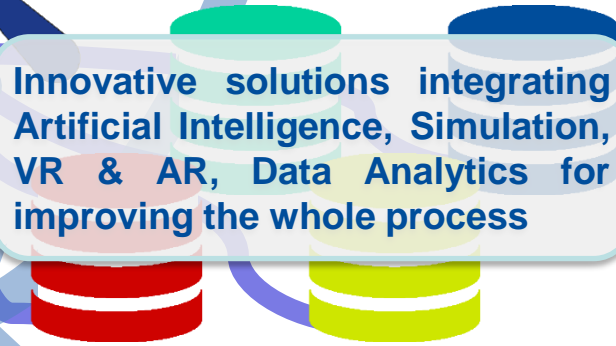 Innovative solutions integrating
Artificial Intelligence, Simulation,
VR & AR, Data Analytics for
improving the whole process